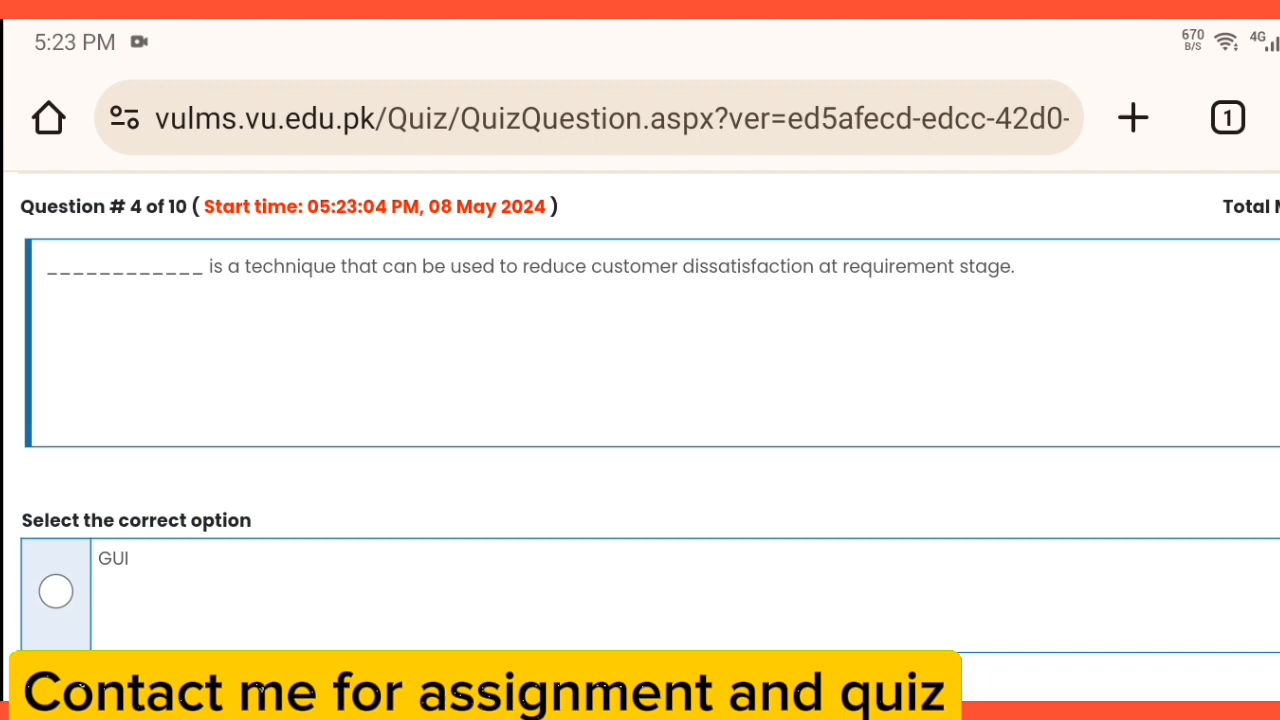 5:23 PM
670 B/S 4G
vulms.vu.edu.pk/Quiz/QuizQuestion.aspx?ver=ed5afecd-edcc-42d0-
1
Question # 4 of 10 ( Start time: 05:23:04 PM, 08 May 2024 )
Total
____________ is a technique that can be used to reduce customer dissatisfaction at requirement stage.
Select the correct option
GUI
Contact me for assignment and quiz